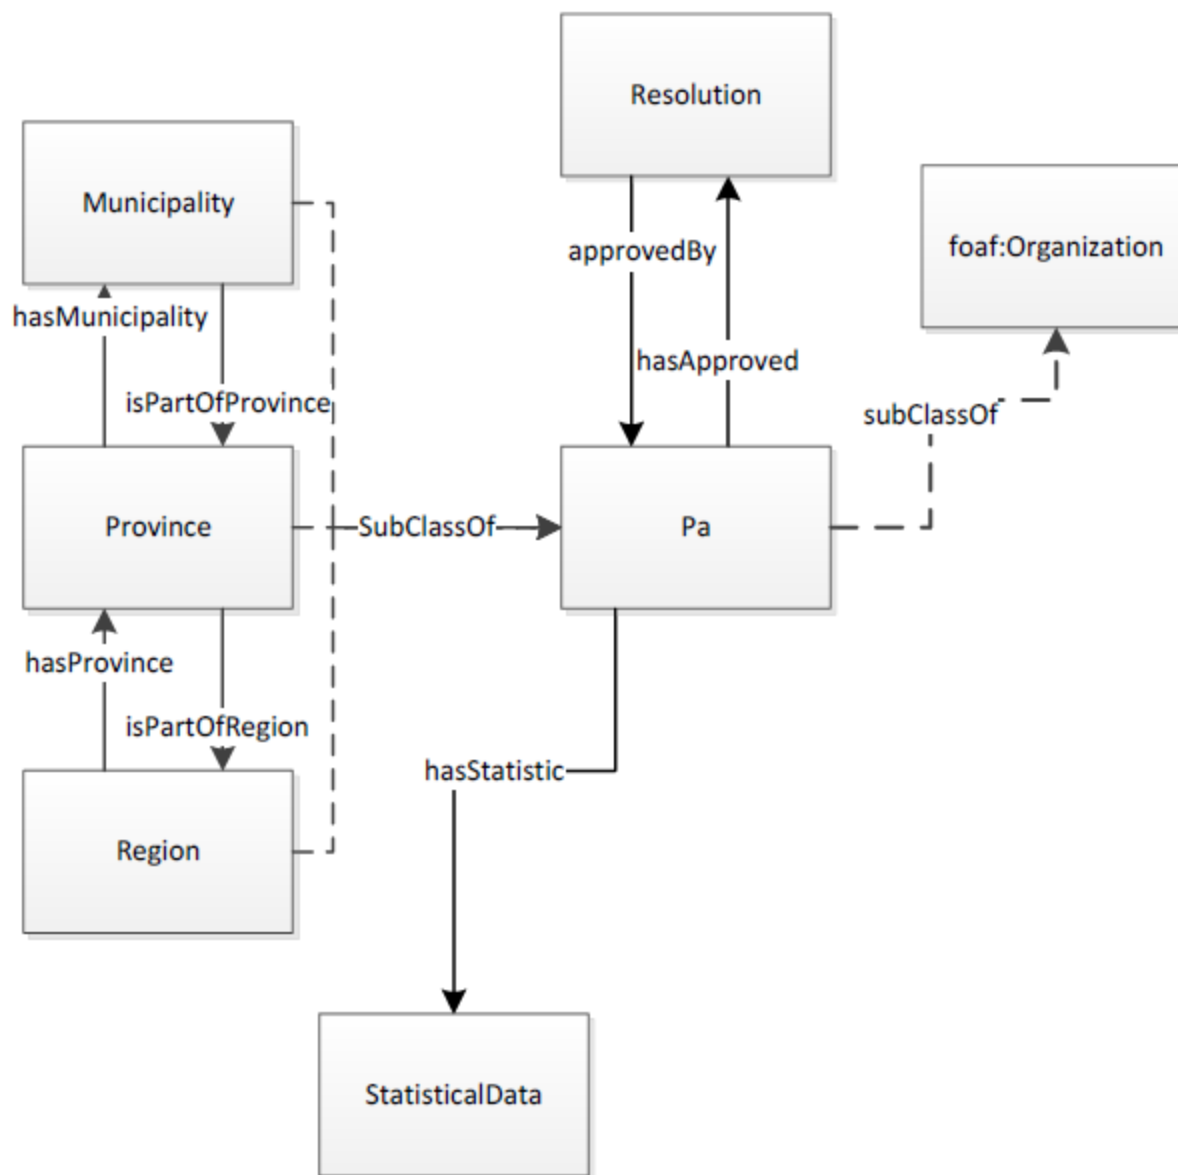 Resolution
Municipality
foaf:Organization
approvedBy
hasMunicipality
hasApproved
isPartOfProvince
subClassOf
Province
SubClassOf
Pa
hasProvince
isPartOfRegion
hasStatistic
Region
StatisticalData